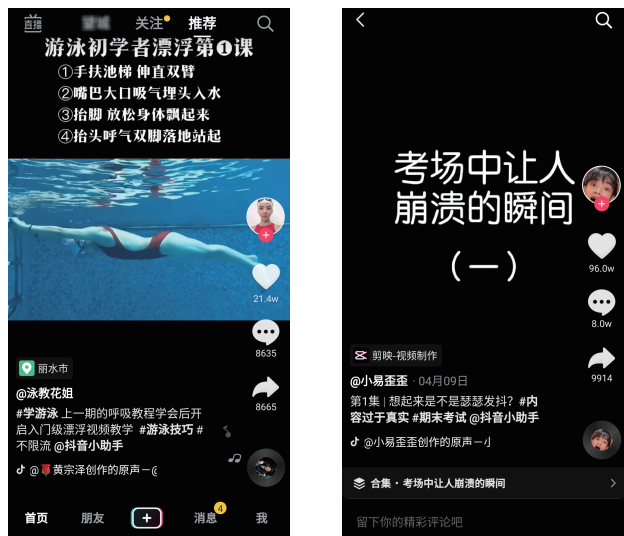 直播
关注
推荐
游泳初学者漂浮第❶课
①手扶池梯 伸直双臂
②嘴巴大口吸气埋头入水
③抬脚 放松身体飘起来
④抬头呼气双脚落地站起
21.4w
8635
8665
丽水市
@泳教花姐
#学游泳 上一期的呼吸教程学会后开
启入门级漂浮视频教学 #游泳技巧 #
不限流 @抖音小助手
@🌹黄宗泽创作的原声－@
首页
朋友
消息
4
我
考场中让人
崩溃的瞬间
（一）
96.0w
8.0w
9914
剪映-视频制作
@小易歪歪 · 04月09日
第1集 | 想起来是不是瑟瑟发抖？#内
容过于真实 #期末考试 @抖音小助手
@小易歪歪创作的原声－小
合集 · 考场中让人崩溃的瞬间
留下你的精彩评论吧